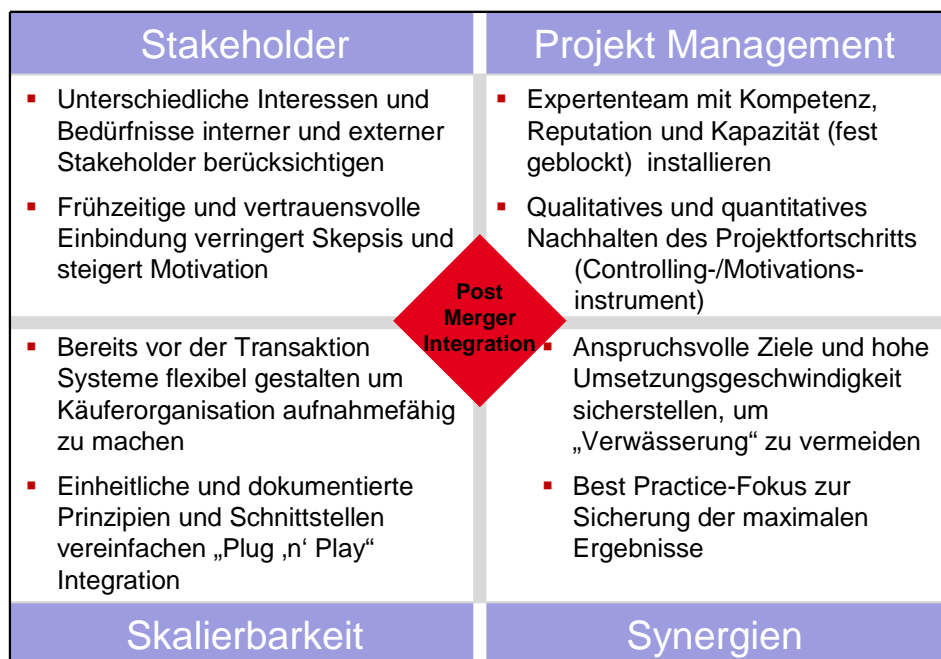 Stakeholder
Unterschiedliche Interessen und
Bedürfnisse interner und externer
Stakeholder berücksichtigen
Frühzeitige und vertrauensvolle
Einbindung verringert Skepsis und
steigert Motivation
Projekt Management
Expertenteam mit Kompetenz,
Reputation und Kapazität (fest
geblockt) installieren
Qualitatives und quantitatives
Nachhalten des Projektfortschritts
(Controlling-/Motivations-
instrument)
Post
Merger
Integration
Bereits vor der Transaktion
Systeme flexibel gestalten um
Käuferorganisation aufnahmefähig
zu machen
Einheitliche und dokumentierte
Prinzipien und Schnittstellen
vereinfachen „Plug ‚n‘ Play“
Integration
Skalierbarkeit
Anspruchsvolle Ziele und hohe
Umsetzungsgeschwindigkeit
sicherstellen, um
„Verwässerung“ zu vermeiden
Best Practice-Fokus zur
Sicherung der maximalen
Ergebnisse
Synergien